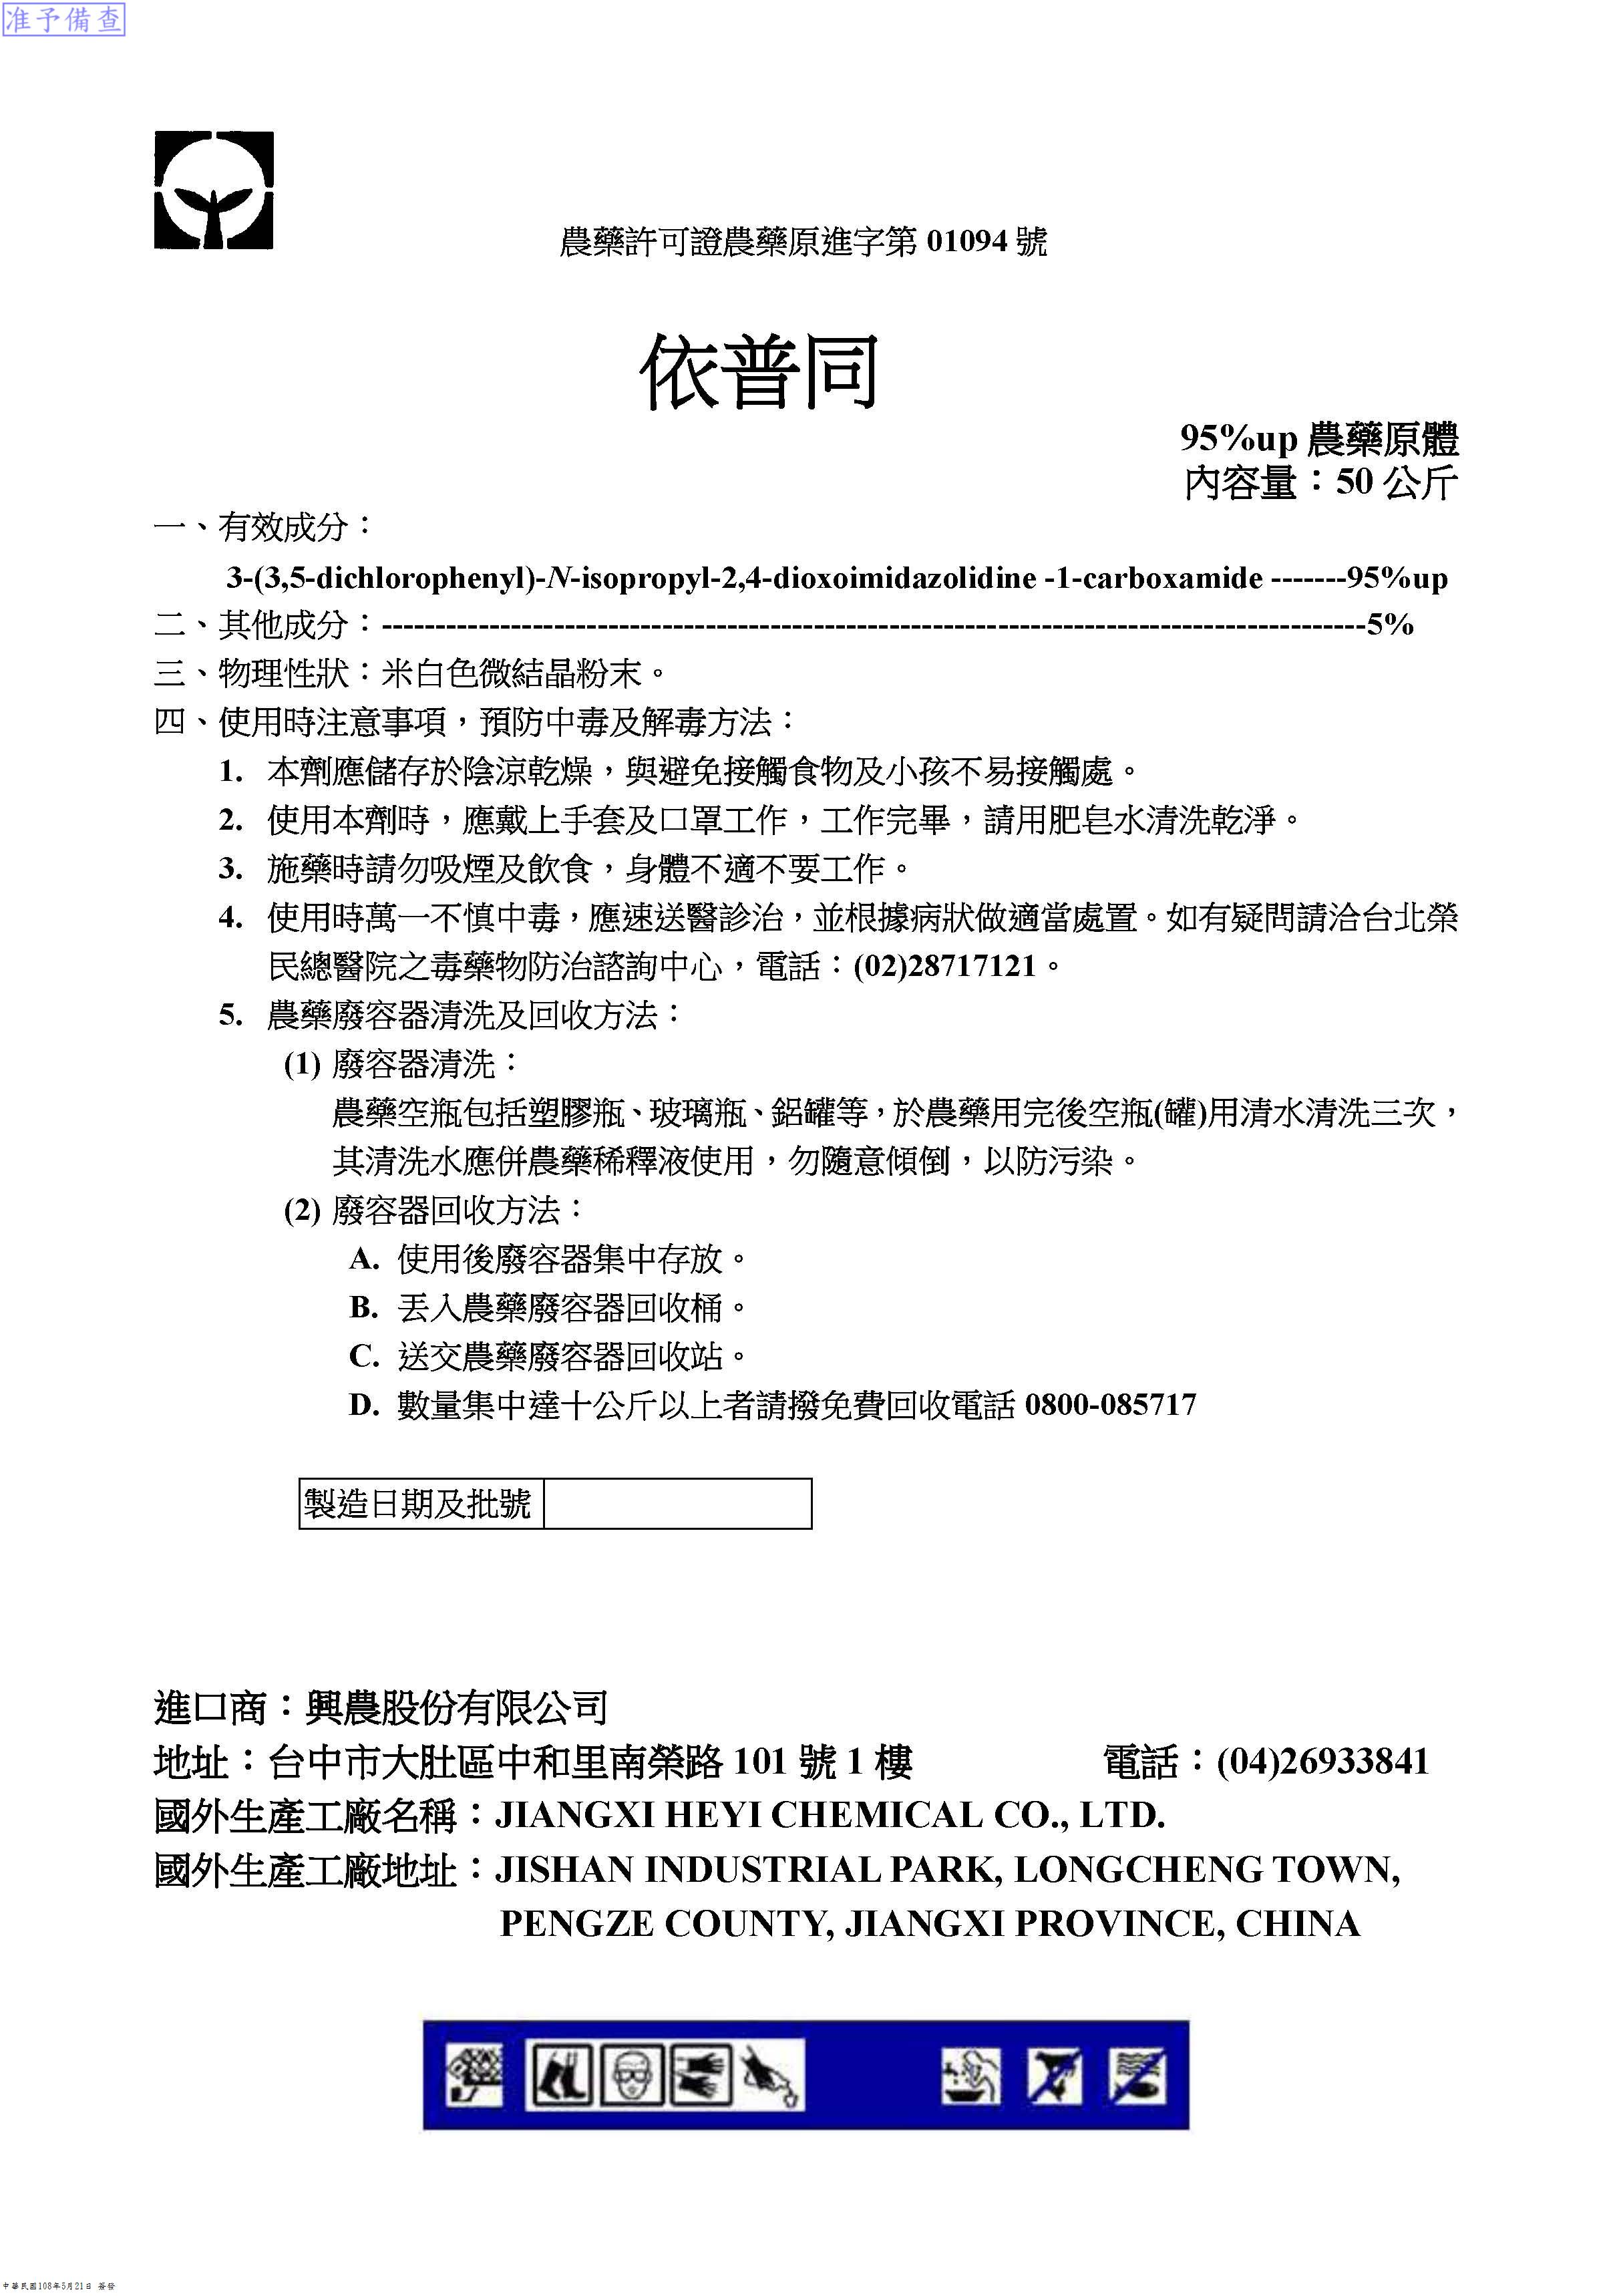 准予備查
農藥許可證農藥原進字第 01094 號
依普同
95%up 農藥原體
內容量：50 公斤
一、有效成分：
3-(3,5-dichlorophenyl)-N-isopropyl-2,4-dioxoimidazolidine -1-carboxamide -------95%up
二、其他成分：-------------------------------------------------------------------------------------------5%
三、物理性狀：米白色微結晶粉末。
四、使用時注意事項，預防中毒及解毒方法：
1. 本劑應儲存於陰涼乾燥，與避免接觸食物及小孩不易接觸處。
2. 使用本劑時，應戴上手套及口罩工作，工作完畢，請用肥皂水清洗乾淨。
3. 施藥時請勿吸煙及飲食，身體不適不要工作。
4. 使用時萬一不慎中毒，應速送醫診治，並根據病狀做適當處置。如有疑問請洽台北榮
民總醫院之毒藥物防治諮詢中心，電話：(02)28717121。
5. 農藥廢容器清洗及回收方法：
(1) 廢容器清洗：
農藥空瓶包括塑膠瓶、玻璃瓶、鋁罐等，於農藥用完後空瓶(罐)用清水清洗三次，
其清洗水應併農藥稀釋液使用，勿隨意傾倒，以防污染。
(2) 廢容器回收方法：
A. 使用後廢容器集中存放。
B. 丟入農藥廢容器回收桶。
C. 送交農藥廢容器回收站。
D. 數量集中達十公斤以上者請撥免費回收電話 0800-085717
製造日期及批號
進口商：興農股份有限公司
地址：台中市大肚區中和里南榮路 101 號 1 樓 電話：(04)26933841
國外生產工廠名稱：JIANGXI HEYI CHEMICAL CO., LTD.
國外生產工廠地址：JISHAN INDUSTRIAL PARK, LONGCHENG TOWN,
PENGZE COUNTY, JIANGXI PROVINCE, CHINA
中華民國108年5月21日 簽發